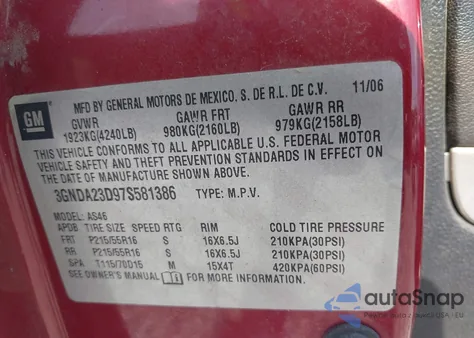 MFD BY GENERAL MOTORS DE MEXICO, S. DE R.L. DE C.V. 11/06
GM
GVWR GAWR FRT GAWR RR
1923KG(4240LB) 980KG(2160LB) 979KG(2158LB)
THIS VEHICLE CONFORMS TO ALL APPLICABLE U.S. FEDERAL MOTOR
VEHICLE SAFETY AND THEFT PREVENTION STANDARDS IN EFFECT ON
THE DATE OF MANUFACTURE SHOWN ABOVE.
3GNDA23D97S581386 TYPE: M.P.V.
MODEL: AS46
APDB TIRE SIZE SPEED RTG RIM COLD TIRE PRESSURE
FRT P215/55R16 S 16X6.5J 210KPA(30PSI)
RR P215/55R16 S 16X6.5J 210KPA(30PSI)
SPA T115/70D15 M 15X4T 420KPA(60PSI)
SEE OWNER'S MANUAL FOR MORE INFORMATION
autoSnap